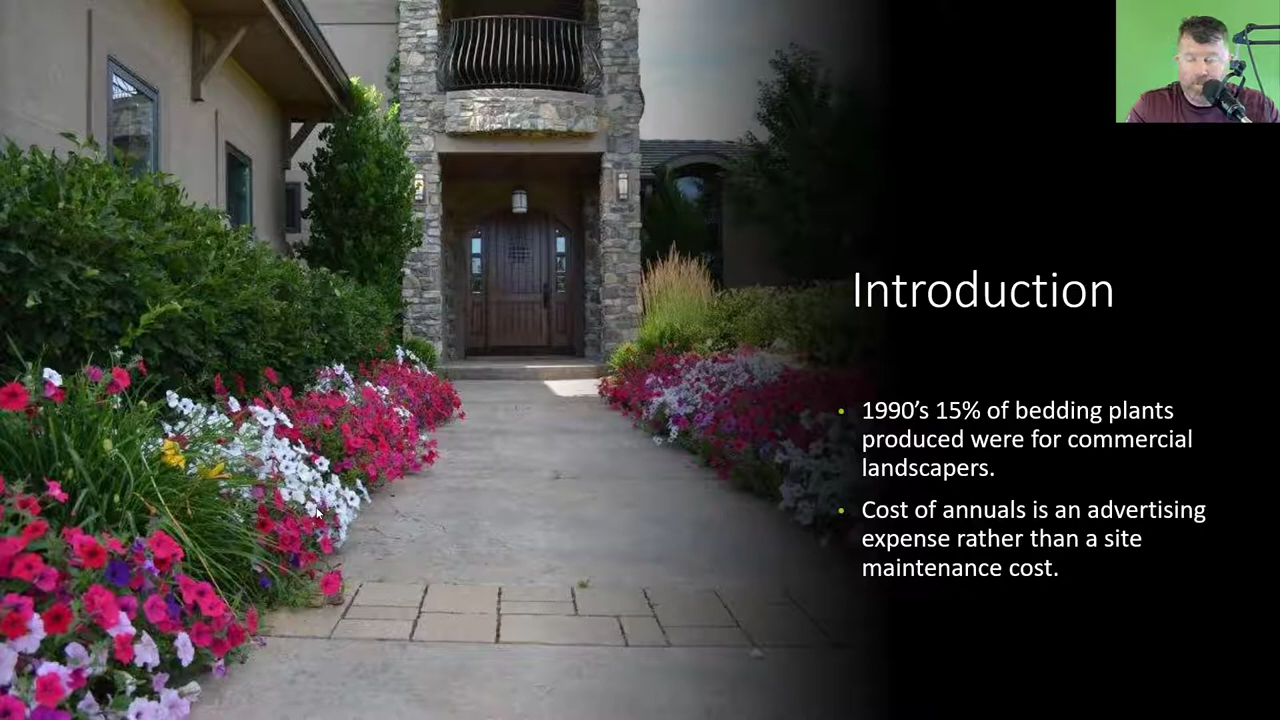 Introduction
• 1990’s 15% of bedding plants
produced were for commercial
landscapers.
• Cost of annuals is an advertising
expense rather than a site
maintenance cost.